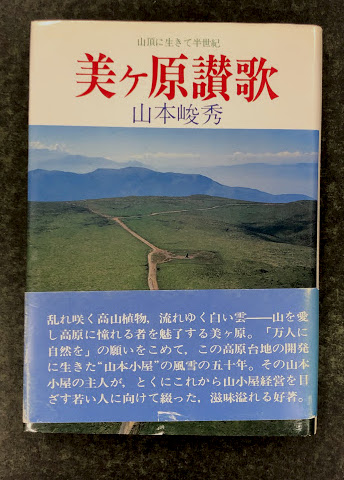 山頂に生きて半世紀
美ヶ原讃歌
山本峻秀
乱れ咲く高山植物，流れゆく白い雲――山を愛
し高原に憧れる者を魅了する美ヶ原。「万人に
自然を」の願いをこめて，この高原台地の開発
に生きた“山本小屋”の風雪の五十年。その山本
小屋の主人が，とくにこれから山小屋経営を目
ざす若い人に向けて綴った，滋味溢れる好著。